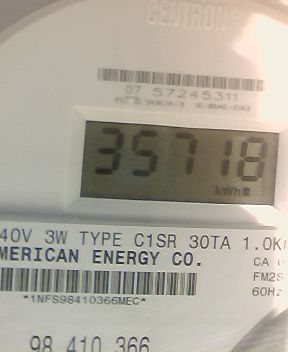 CENTRON®
07 57245311
35718
kWh
40V 3W TYPE C1SR 30TA 1.0K
MERICAN ENERGY CO.
CA
FM2S
60Hz
*1NFS98410366MEC*
98 410 366